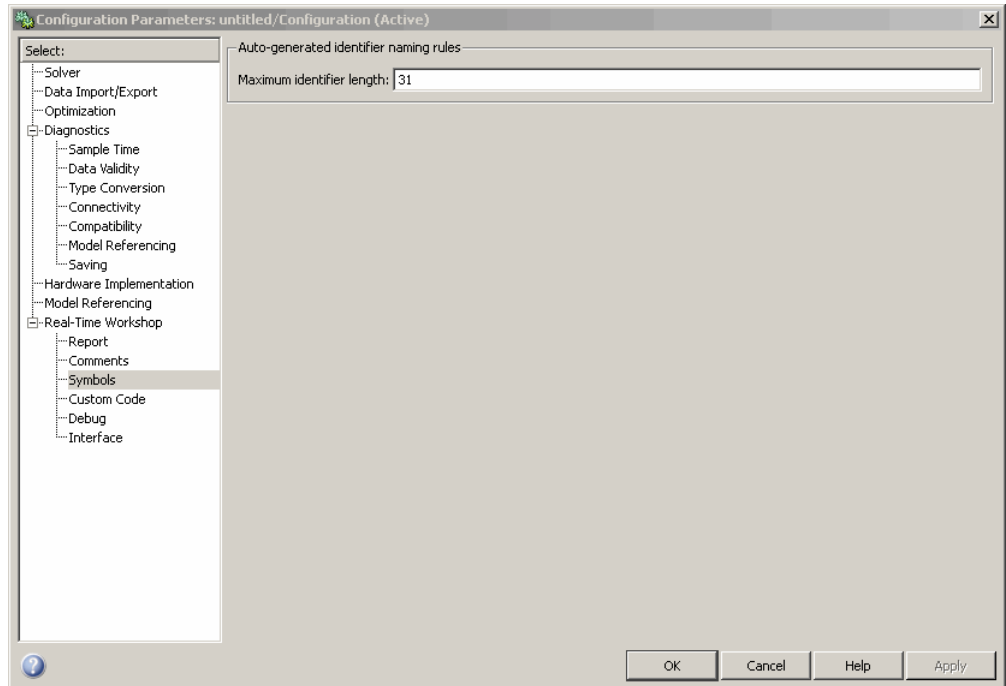 Configuration Parameters: untitled/Configuration (Active)
Select:
Solver
Data Import/Export
Optimization
Diagnostics
Sample Time
Data Validity
Type Conversion
Connectivity
Compatibility
Model Referencing
Saving
Hardware Implementation
Model Referencing
Real-Time Workshop
Report
Comments
Symbols
Custom Code
Debug
Interface
Auto-generated identifier naming rules
Maximum identifier length: 31
OK Cancel Help Apply